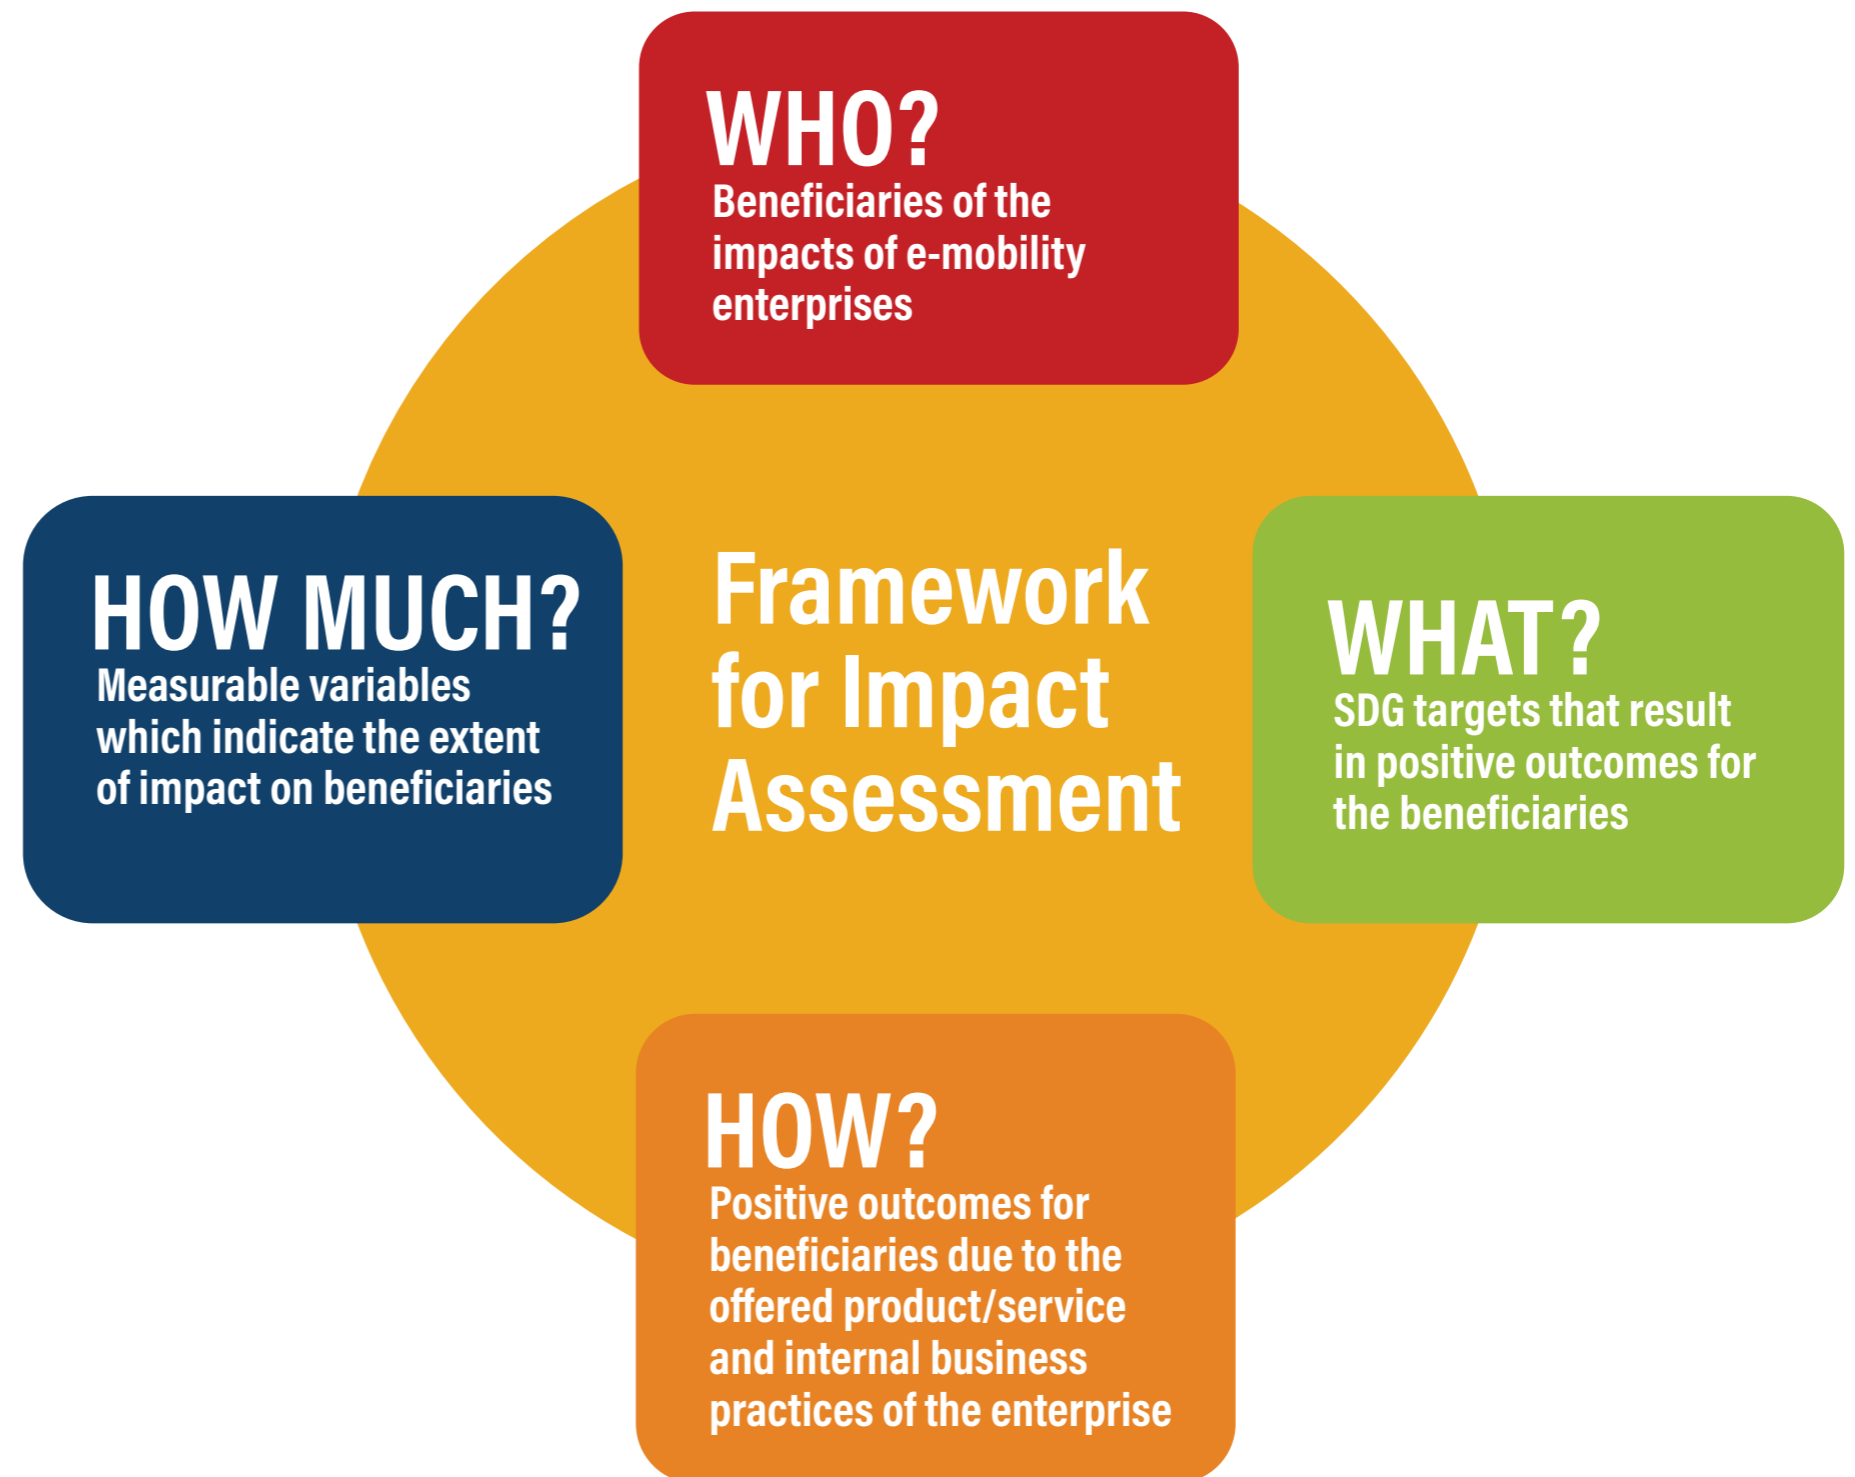 WHO?
Beneficiaries of the
impacts of e-mobility
enterprises
HOW MUCH?
Measurable variables
which indicate the extent
of impact on beneficiaries
Framework
for Impact
Assessment
WHAT?
SDG targets that result
in positive outcomes for
the beneficiaries
HOW?
Positive outcomes for
beneficiaries due to the
offered product/service
and internal business
practices of the enterprise